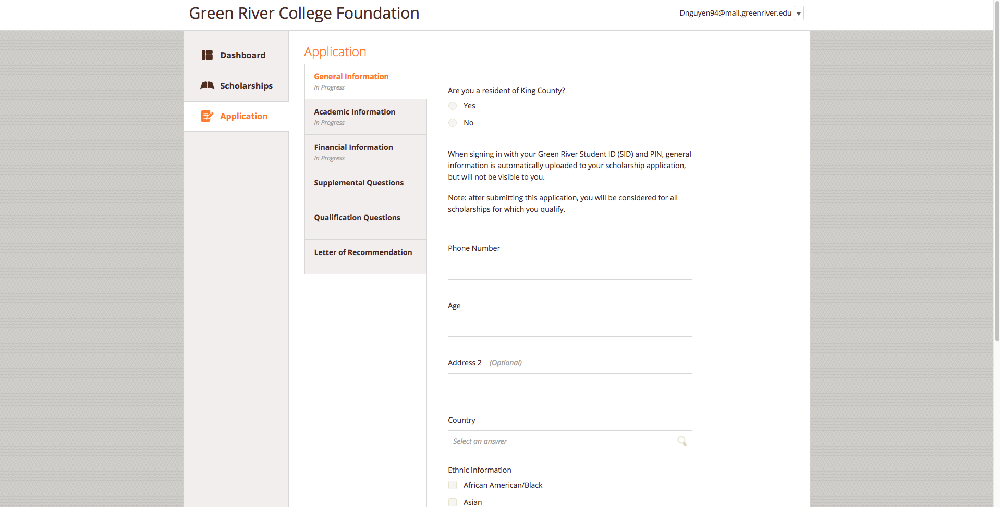 Green River College Foundation
Dnguyen94@mail.greenriver.edu
Dashboard
Scholarships
Application
Application
General Information
In Progress
Academic Information
In Progress
Financial Information
In Progress
Supplemental Questions
Qualification Questions
Letter of Recommendation
Are you a resident of King County?
Yes
No
When signing in with your Green River Student ID (SID) and PIN, general
information is automatically uploaded to your scholarship application,
but will not be visible to you.
Note: after submitting this application, you will be considered for all
scholarships for which you qualify.
Phone Number
Age
Address 2 (Optional)
Country
Select an answer
Ethnic Information
African American/Black
Asian